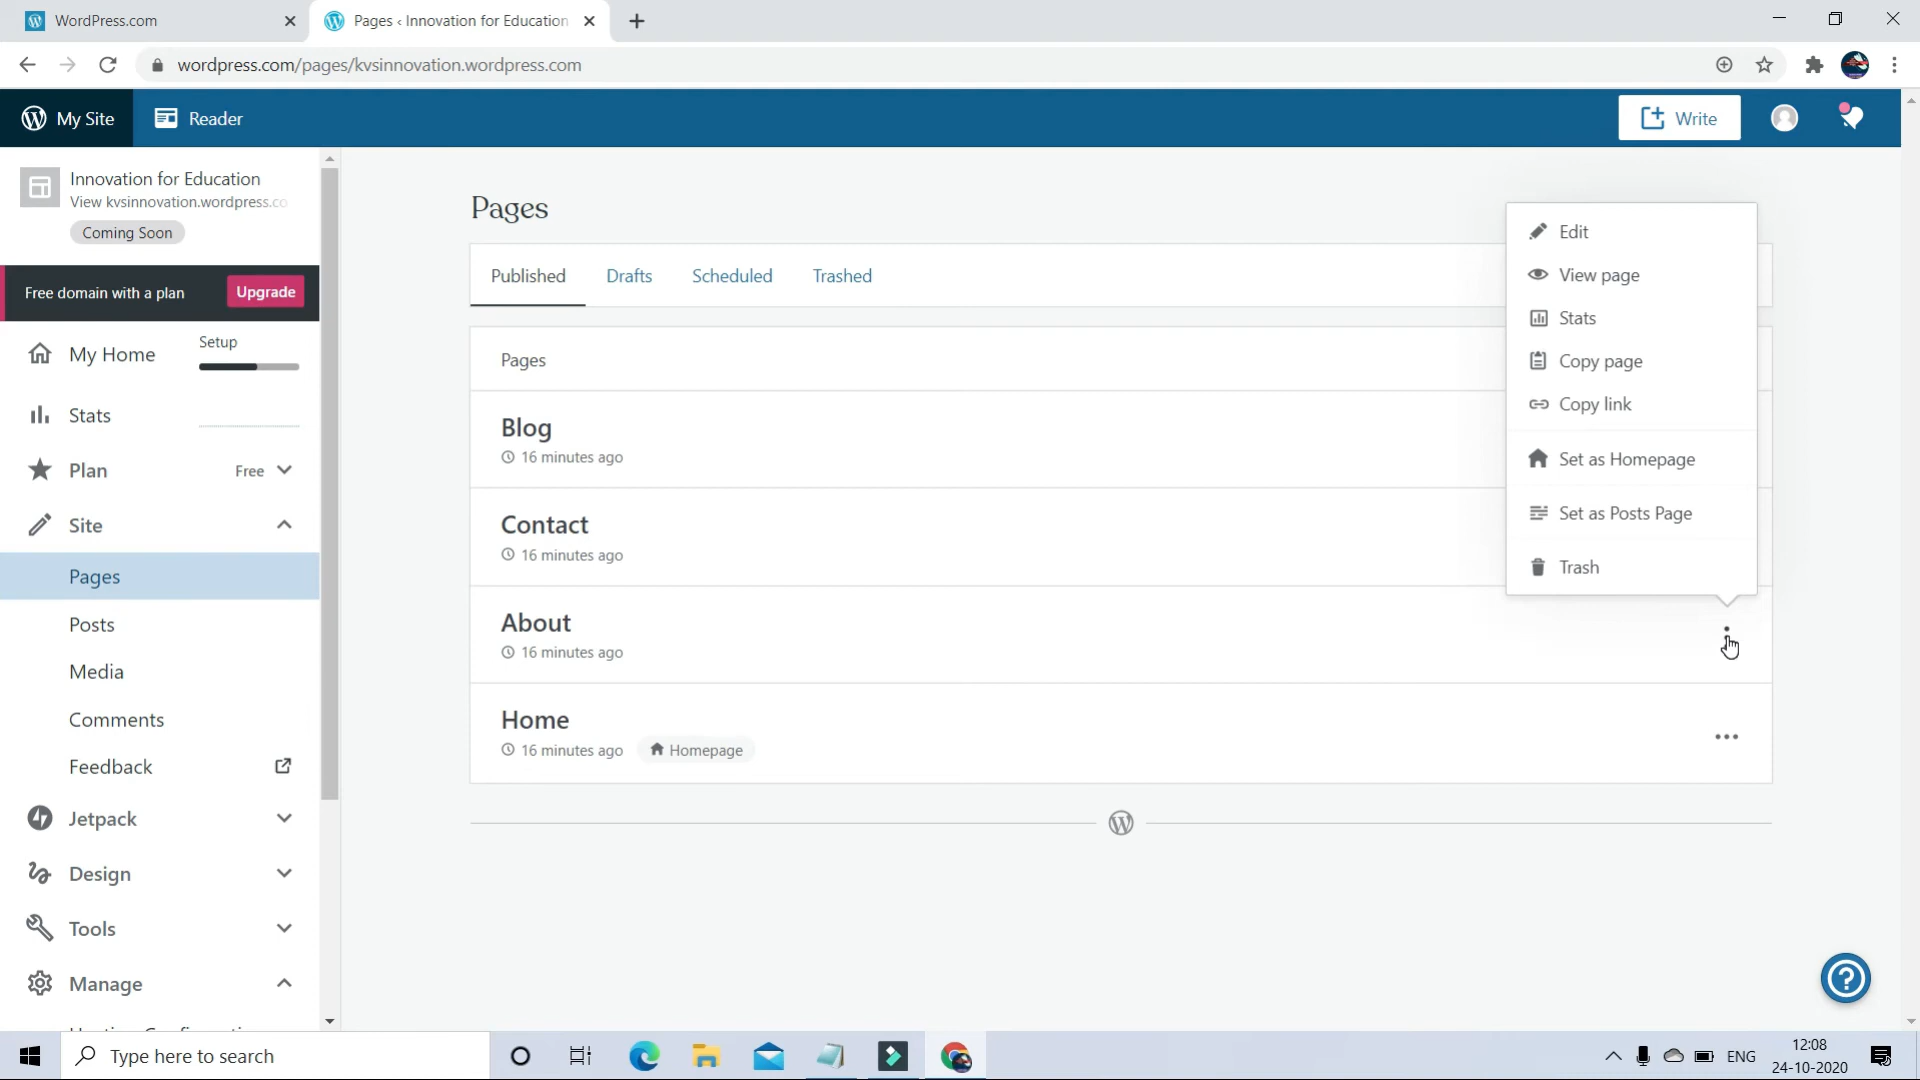 WordPress.com
Pages ‹ Innovation for Education
wordpress.com/pages/kvsinnovation.wordpress.com
My Site
Reader
Write
Innovation for Education
View kvsinnovation.wordpress.co
Coming Soon
Free domain with a plan
Upgrade
My Home
Setup
Stats
Plan
Free
Site
Pages
Posts
Media
Comments
Feedback
Jetpack
Design
Tools
Manage
Pages
Published
Drafts
Scheduled
Trashed
Pages
Blog
16 minutes ago
Contact
16 minutes ago
About
16 minutes ago
Home
16 minutes ago
Homepage
Edit
View page
Stats
Copy page
Copy link
Set as Homepage
Set as Posts Page
Trash
Type here to search
ENG
12:08
24-10-2020